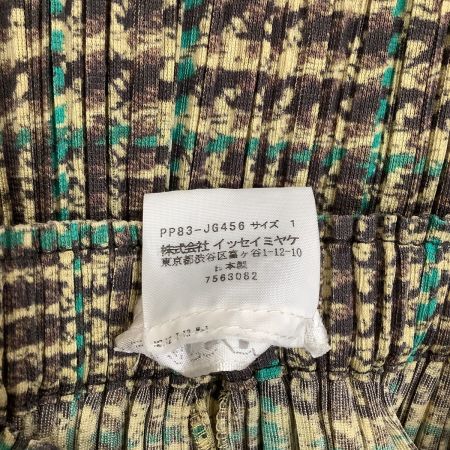 PP83-JG456 サイズ 1
株式会社 イッセイミヤケ
東京都渋谷区富ヶ谷1-12-10
日本製
7563082